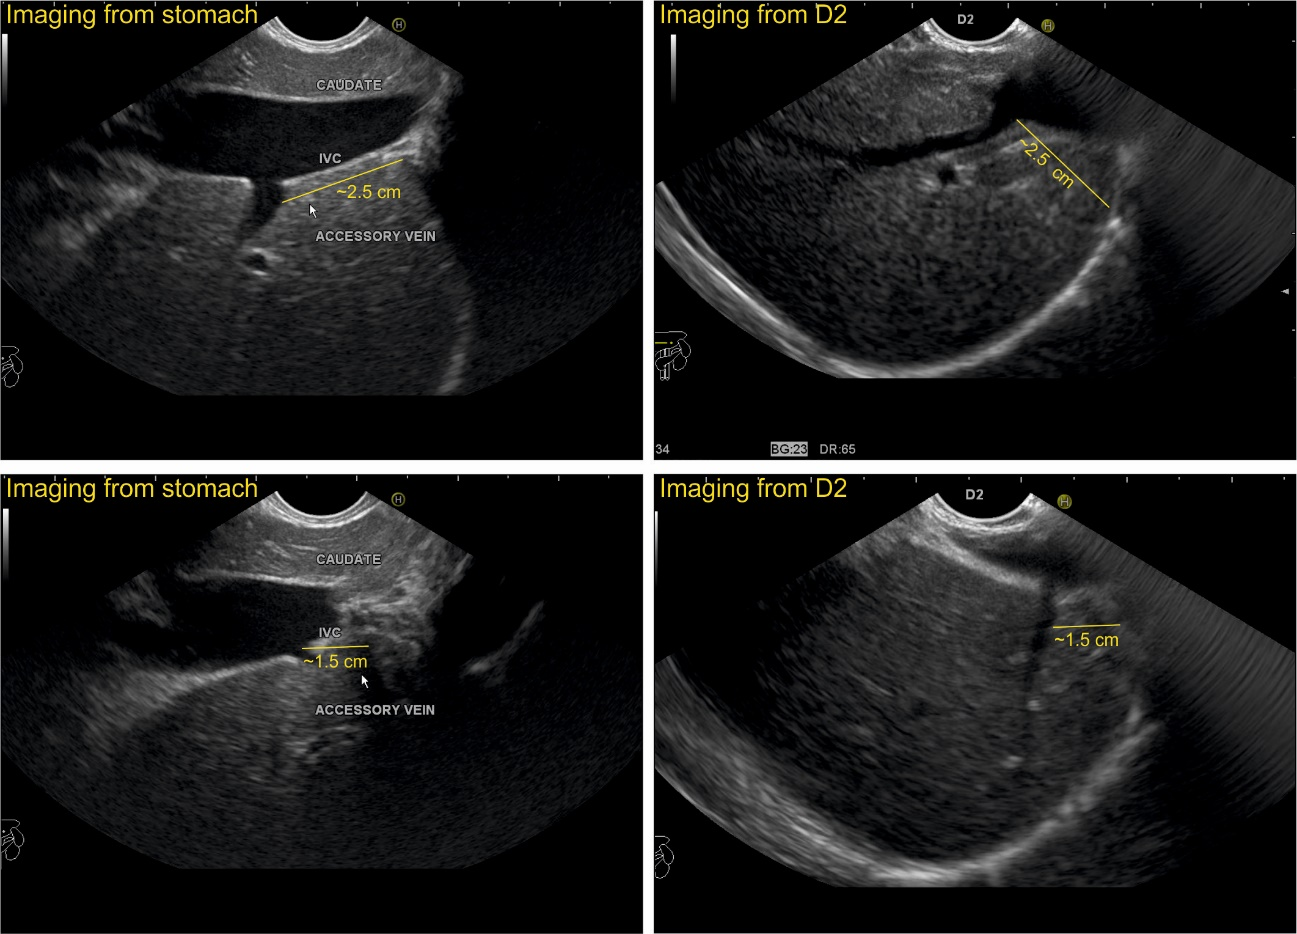 Imaging from stomach
H
CAUDATE
IVC
~2.5 cm
ACCESSORY VEIN
Imaging from D2
D2
H
~2.5 cm
34 BG:23 DR:65
Imaging from stomach
H
CAUDATE
IVC
~1.5 cm
ACCESSORY VEIN
Imaging from D2
D2
H
~1.5 cm